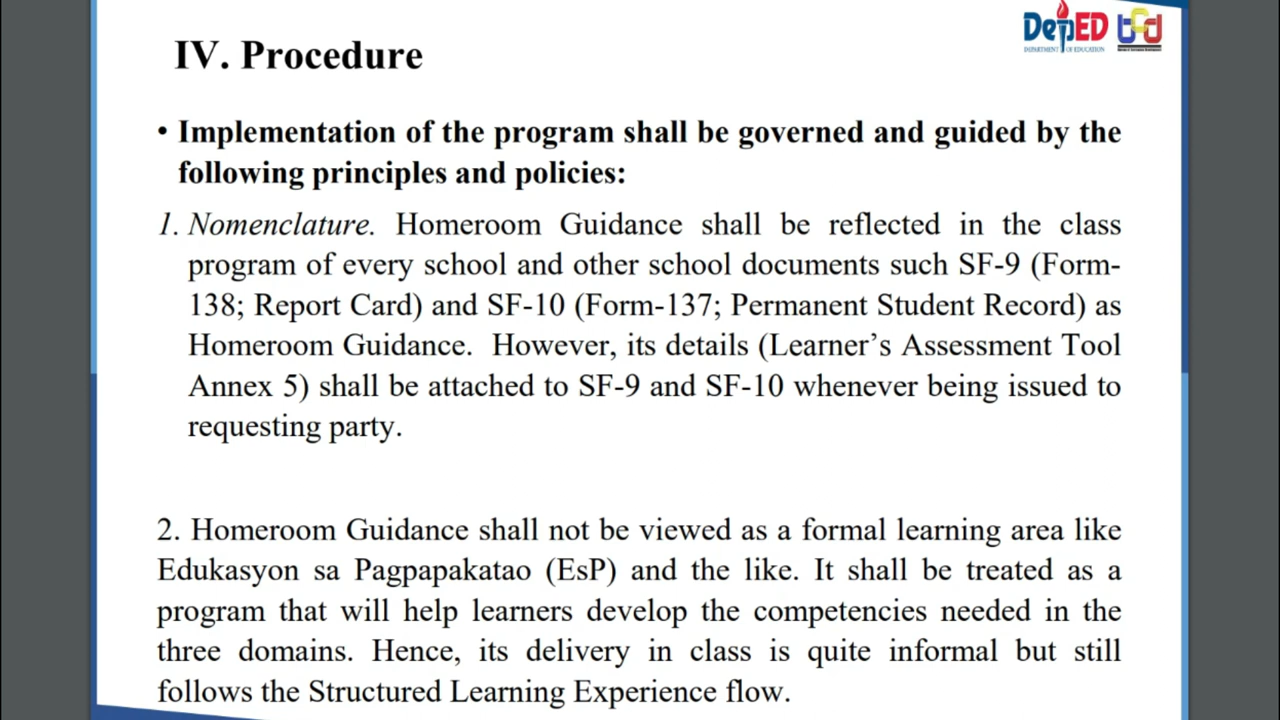 DepED
DEPARTMENT OF EDUCATION
IV. Procedure
• Implementation of the program shall be governed and guided by the
following principles and policies:
1. Nomenclature. Homeroom Guidance shall be reflected in the class
program of every school and other school documents such SF-9 (Form-
138; Report Card) and SF-10 (Form-137; Permanent Student Record) as
Homeroom Guidance. However, its details (Learner’s Assessment Tool
Annex 5) shall be attached to SF-9 and SF-10 whenever being issued to
requesting party.
2. Homeroom Guidance shall not be viewed as a formal learning area like
Edukasyon sa Pagpapakatao (EsP) and the like. It shall be treated as a
program that will help learners develop the competencies needed in the
three domains. Hence, its delivery in class is quite informal but still
follows the Structured Learning Experience flow.